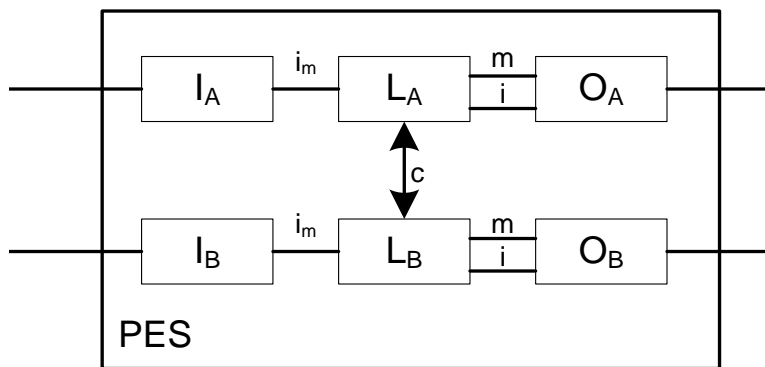 I_A i_m L_A m i O_A
c
I_B i_m L_B m i O_B
PES